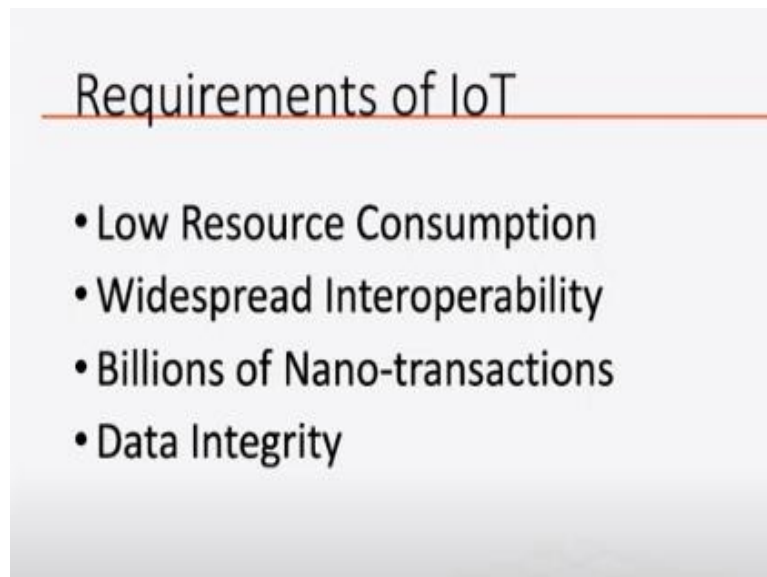 Requirements of IoT
• Low Resource Consumption
• Widespread Interoperability
• Billions of Nano-transactions
• Data Integrity